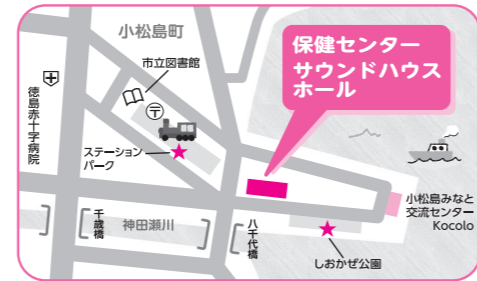 小松島町
市立図書館
〒
徳島赤十字病院
ステーション
パーク
保健センター
サウンドハウス
ホール
小松島みなと
交流センター
Kocolo
千歳橋
神田瀬川
八千代橋
しおかぜ公園